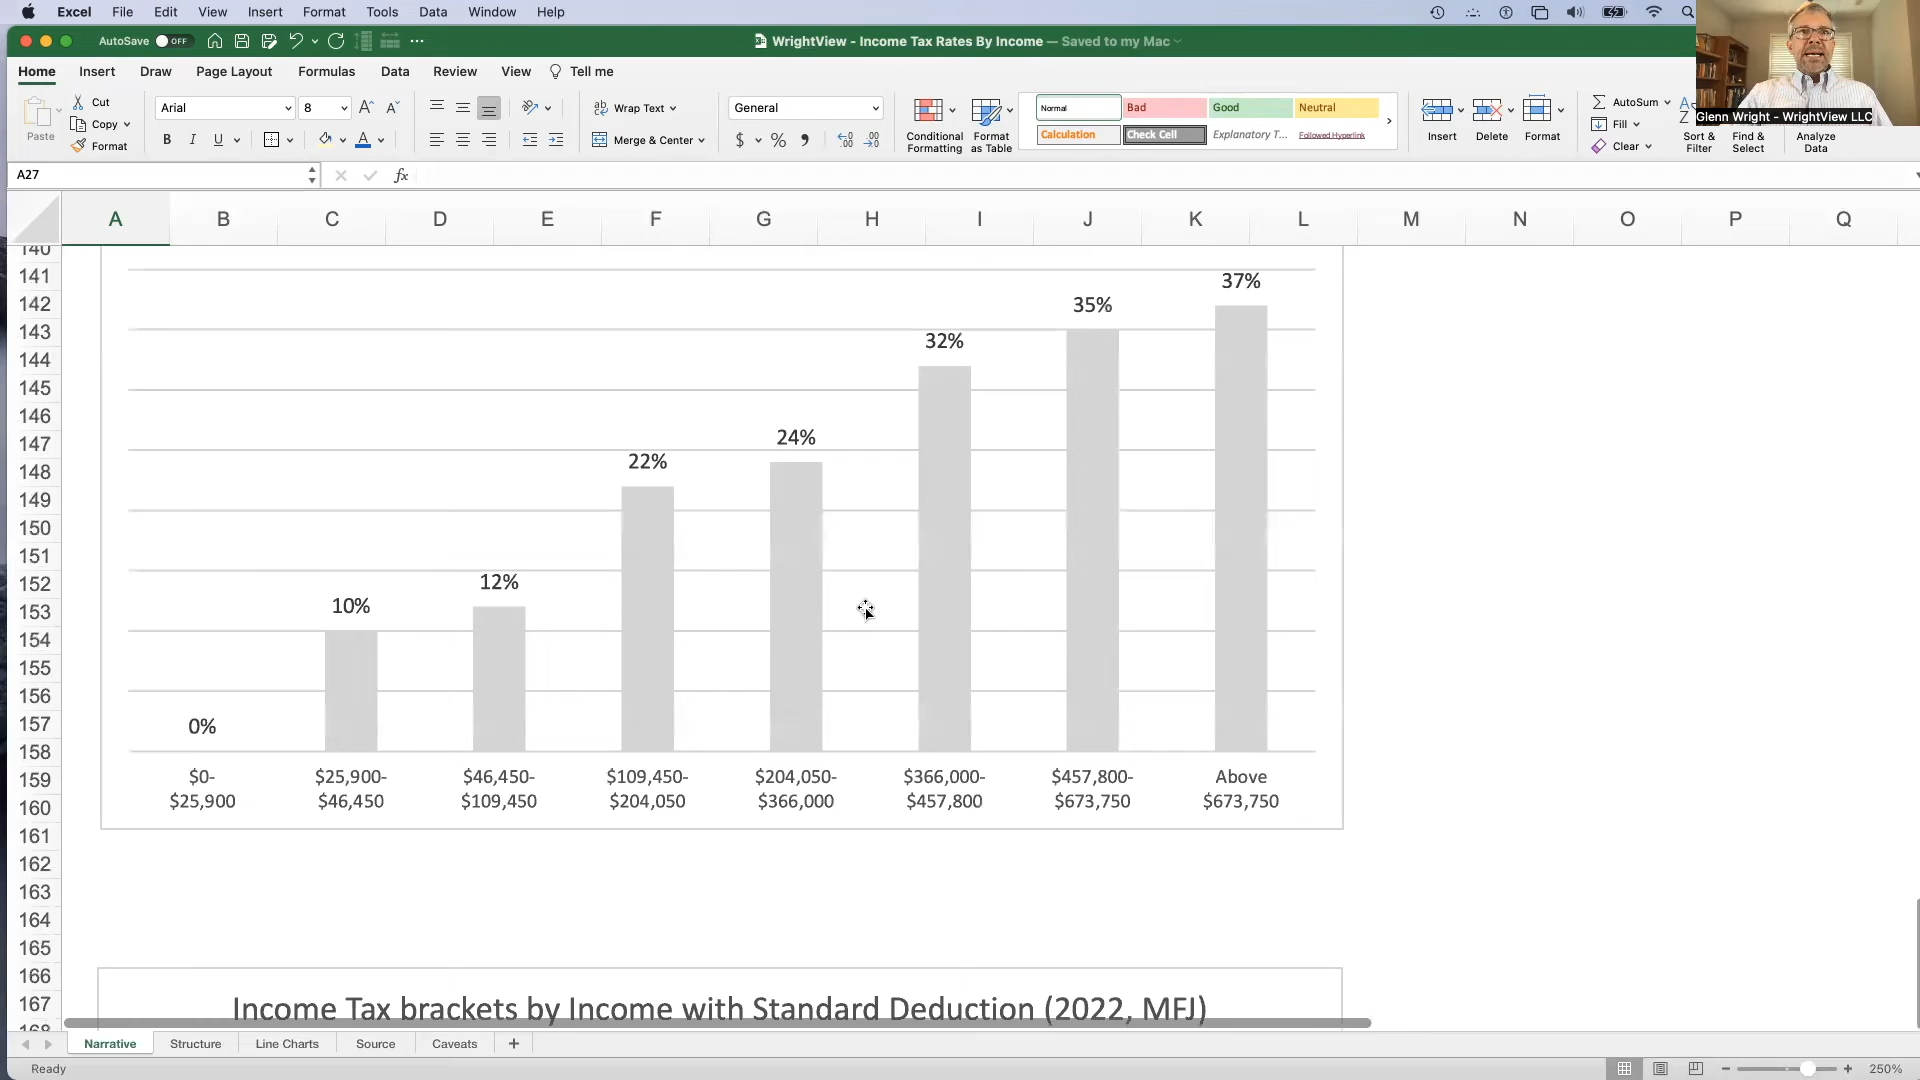 Excel File Edit View Insert Format Tools Data Window Help
AutoSave OFF WrightView - Income Tax Rates By Income — Saved to my Mac
Home Insert Draw Page Layout Formulas Data Review View Tell me
Paste Cut Copy Format
Arial 8
B I U
Wrap Text
Merge & Center
General
$ %
Conditional Formatting
Format as Table
Normal Bad Good Neutral
Calculation Check Cell Explanatory T... Followed Hyperlink
Insert Delete Format
AutoSum
Fill
Clear
Sort & Filter
Find & Select
Analyze Data
Glenn Wright - WrightView LLC
A27 fx
A B C D E F G H I J K L M N O P Q
140
141
142
143
144
145
146
147
148
149
150
151
152
153
154
155
156
157
158
159
160
161
162
163
164
165
166
167
168
0% 10% 12% 22% 24% 32% 35% 37%
$0- $25,900- $46,450- $109,450- $204,050- $366,000- $457,800- Above
$25,900 $46,450 $109,450 $204,050 $366,000 $457,800 $673,750 $673,750
Income Tax brackets by Income with Standard Deduction (2022, MFJ)
Narrative Structure Line Charts Source Caveats +
Ready 250%